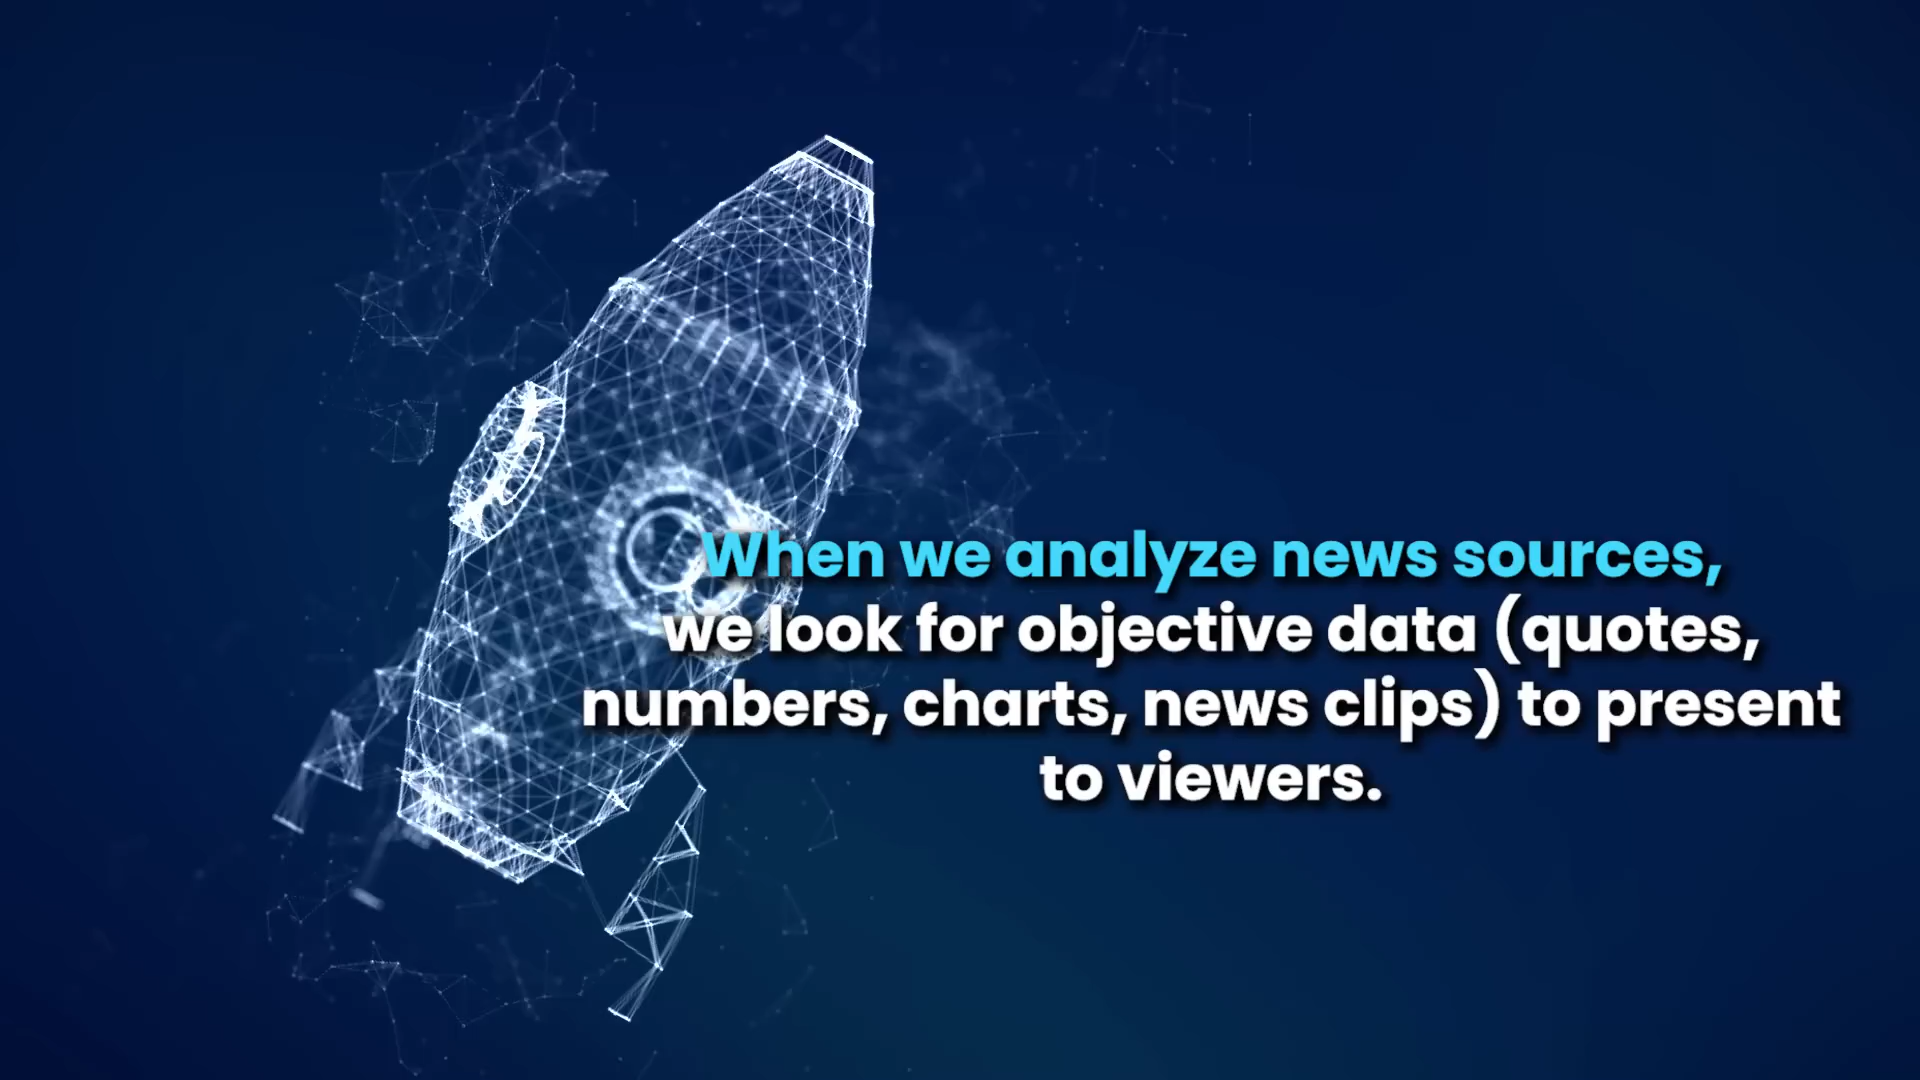 When we analyze news sources,
we look for objective data (quotes,
numbers, charts, news clips) to present
to viewers.